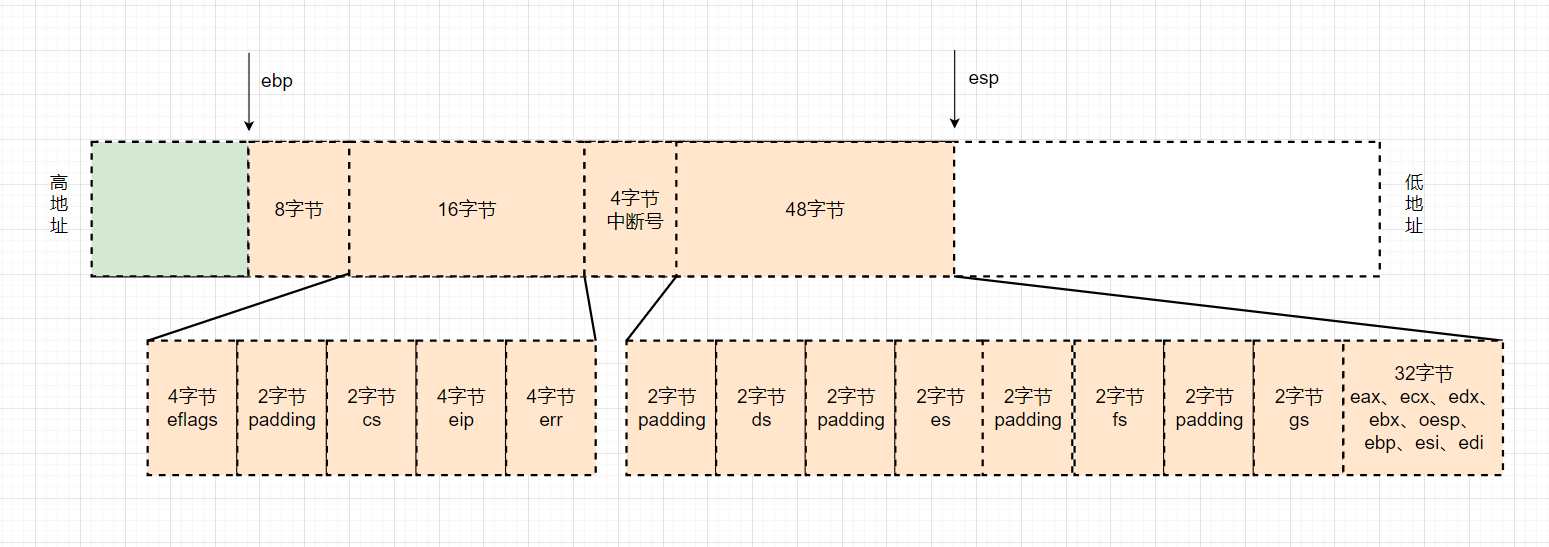 ebp
esp
高
地
址
8字节
16字节
4字节
中断号
48字节
低
地
址
4字节
eflags
2字节
padding
2字节
cs
4字节
eip
4字节
err
2字节
padding
2字节
ds
2字节
padding
2字节
es
2字节
padding
2字节
fs
2字节
padding
2字节
gs
32字节
eax、ecx、edx、
ebx、oesp、
ebp、esi、edi